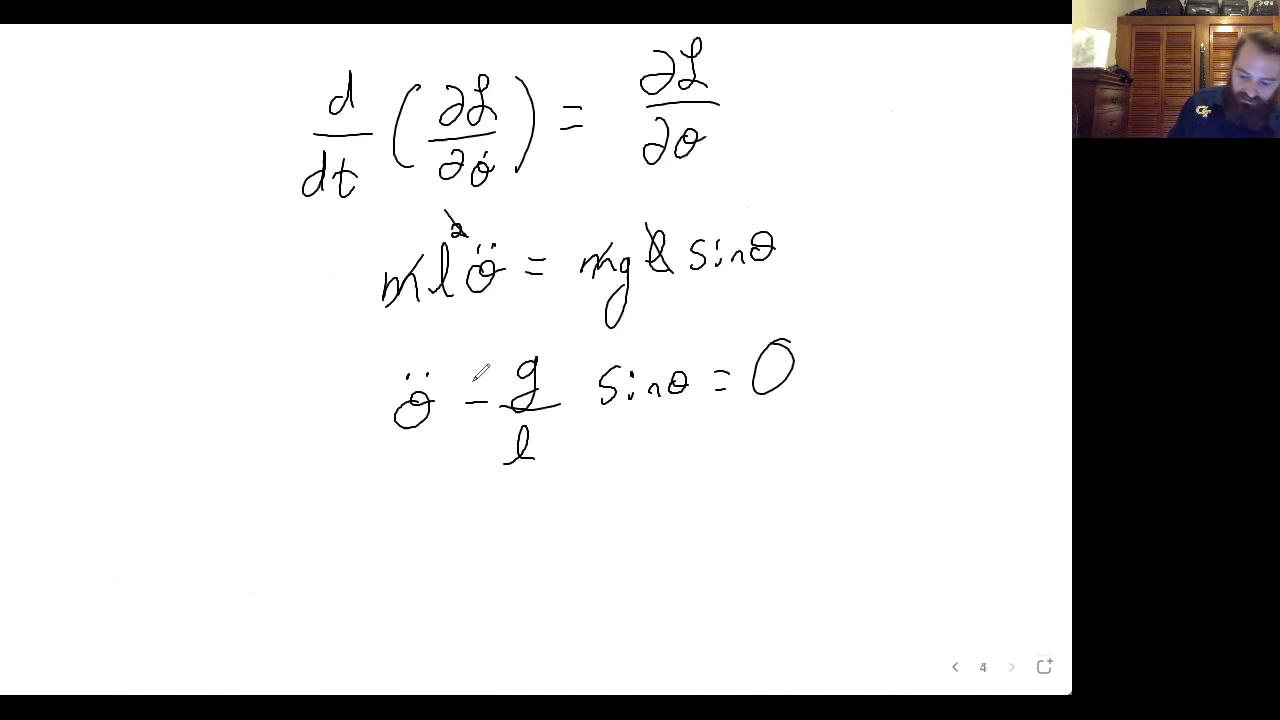 d/dt (∂ℒ/∂θ̇) = ∂ℒ/∂θ
ml²θ̈ = mgl sinθ
θ̈ - g/l sinθ = 0
4